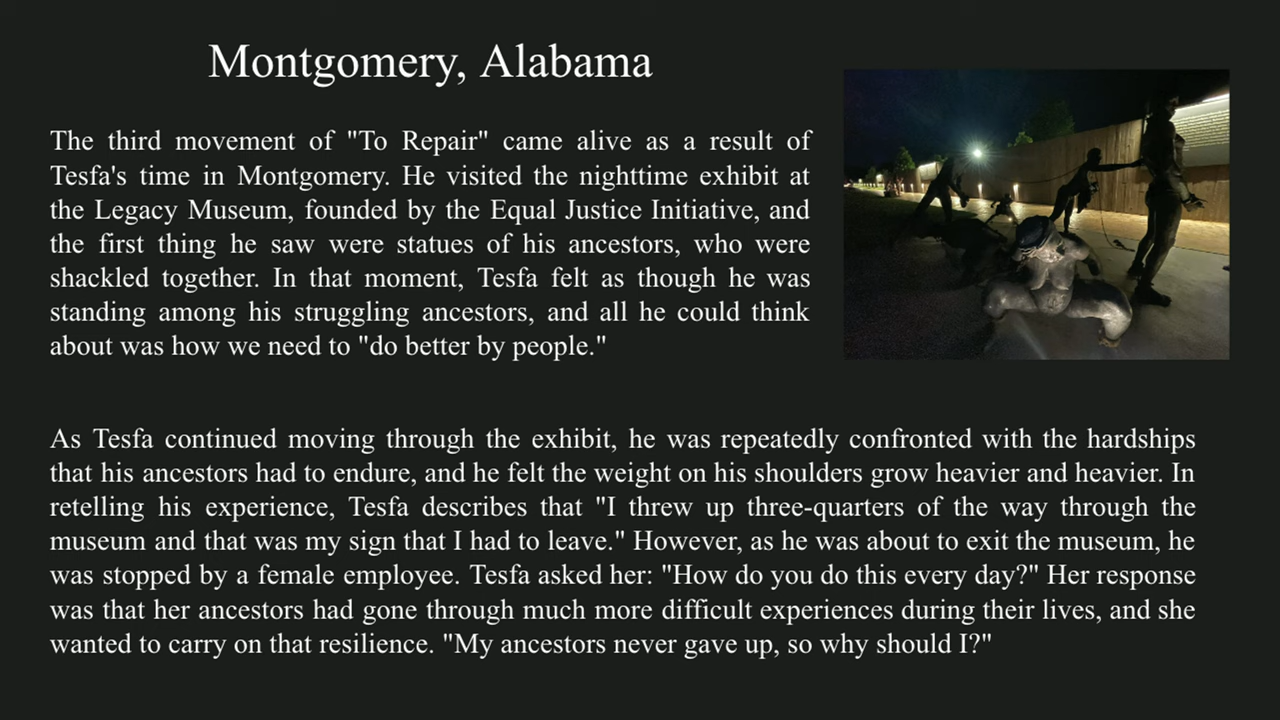 Montgomery, Alabama
The third movement of "To Repair" came alive as a result of
Tesfa's time in Montgomery. He visited the nighttime exhibit at
the Legacy Museum, founded by the Equal Justice Initiative, and
the first thing he saw were statues of his ancestors, who were
shackled together. In that moment, Tesfa felt as though he was
standing among his struggling ancestors, and all he could think
about was how we need to "do better by people."
As Tesfa continued moving through the exhibit, he was repeatedly confronted with the hardships
that his ancestors had to endure, and he felt the weight on his shoulders grow heavier and heavier. In
retelling his experience, Tesfa describes that "I threw up three-quarters of the way through the
museum and that was my sign that I had to leave." However, as he was about to exit the museum, he
was stopped by a female employee. Tesfa asked her: "How do you do this every day?" Her response
was that her ancestors had gone through much more difficult experiences during their lives, and she
wanted to carry on that resilience. "My ancestors never gave up, so why should I?"